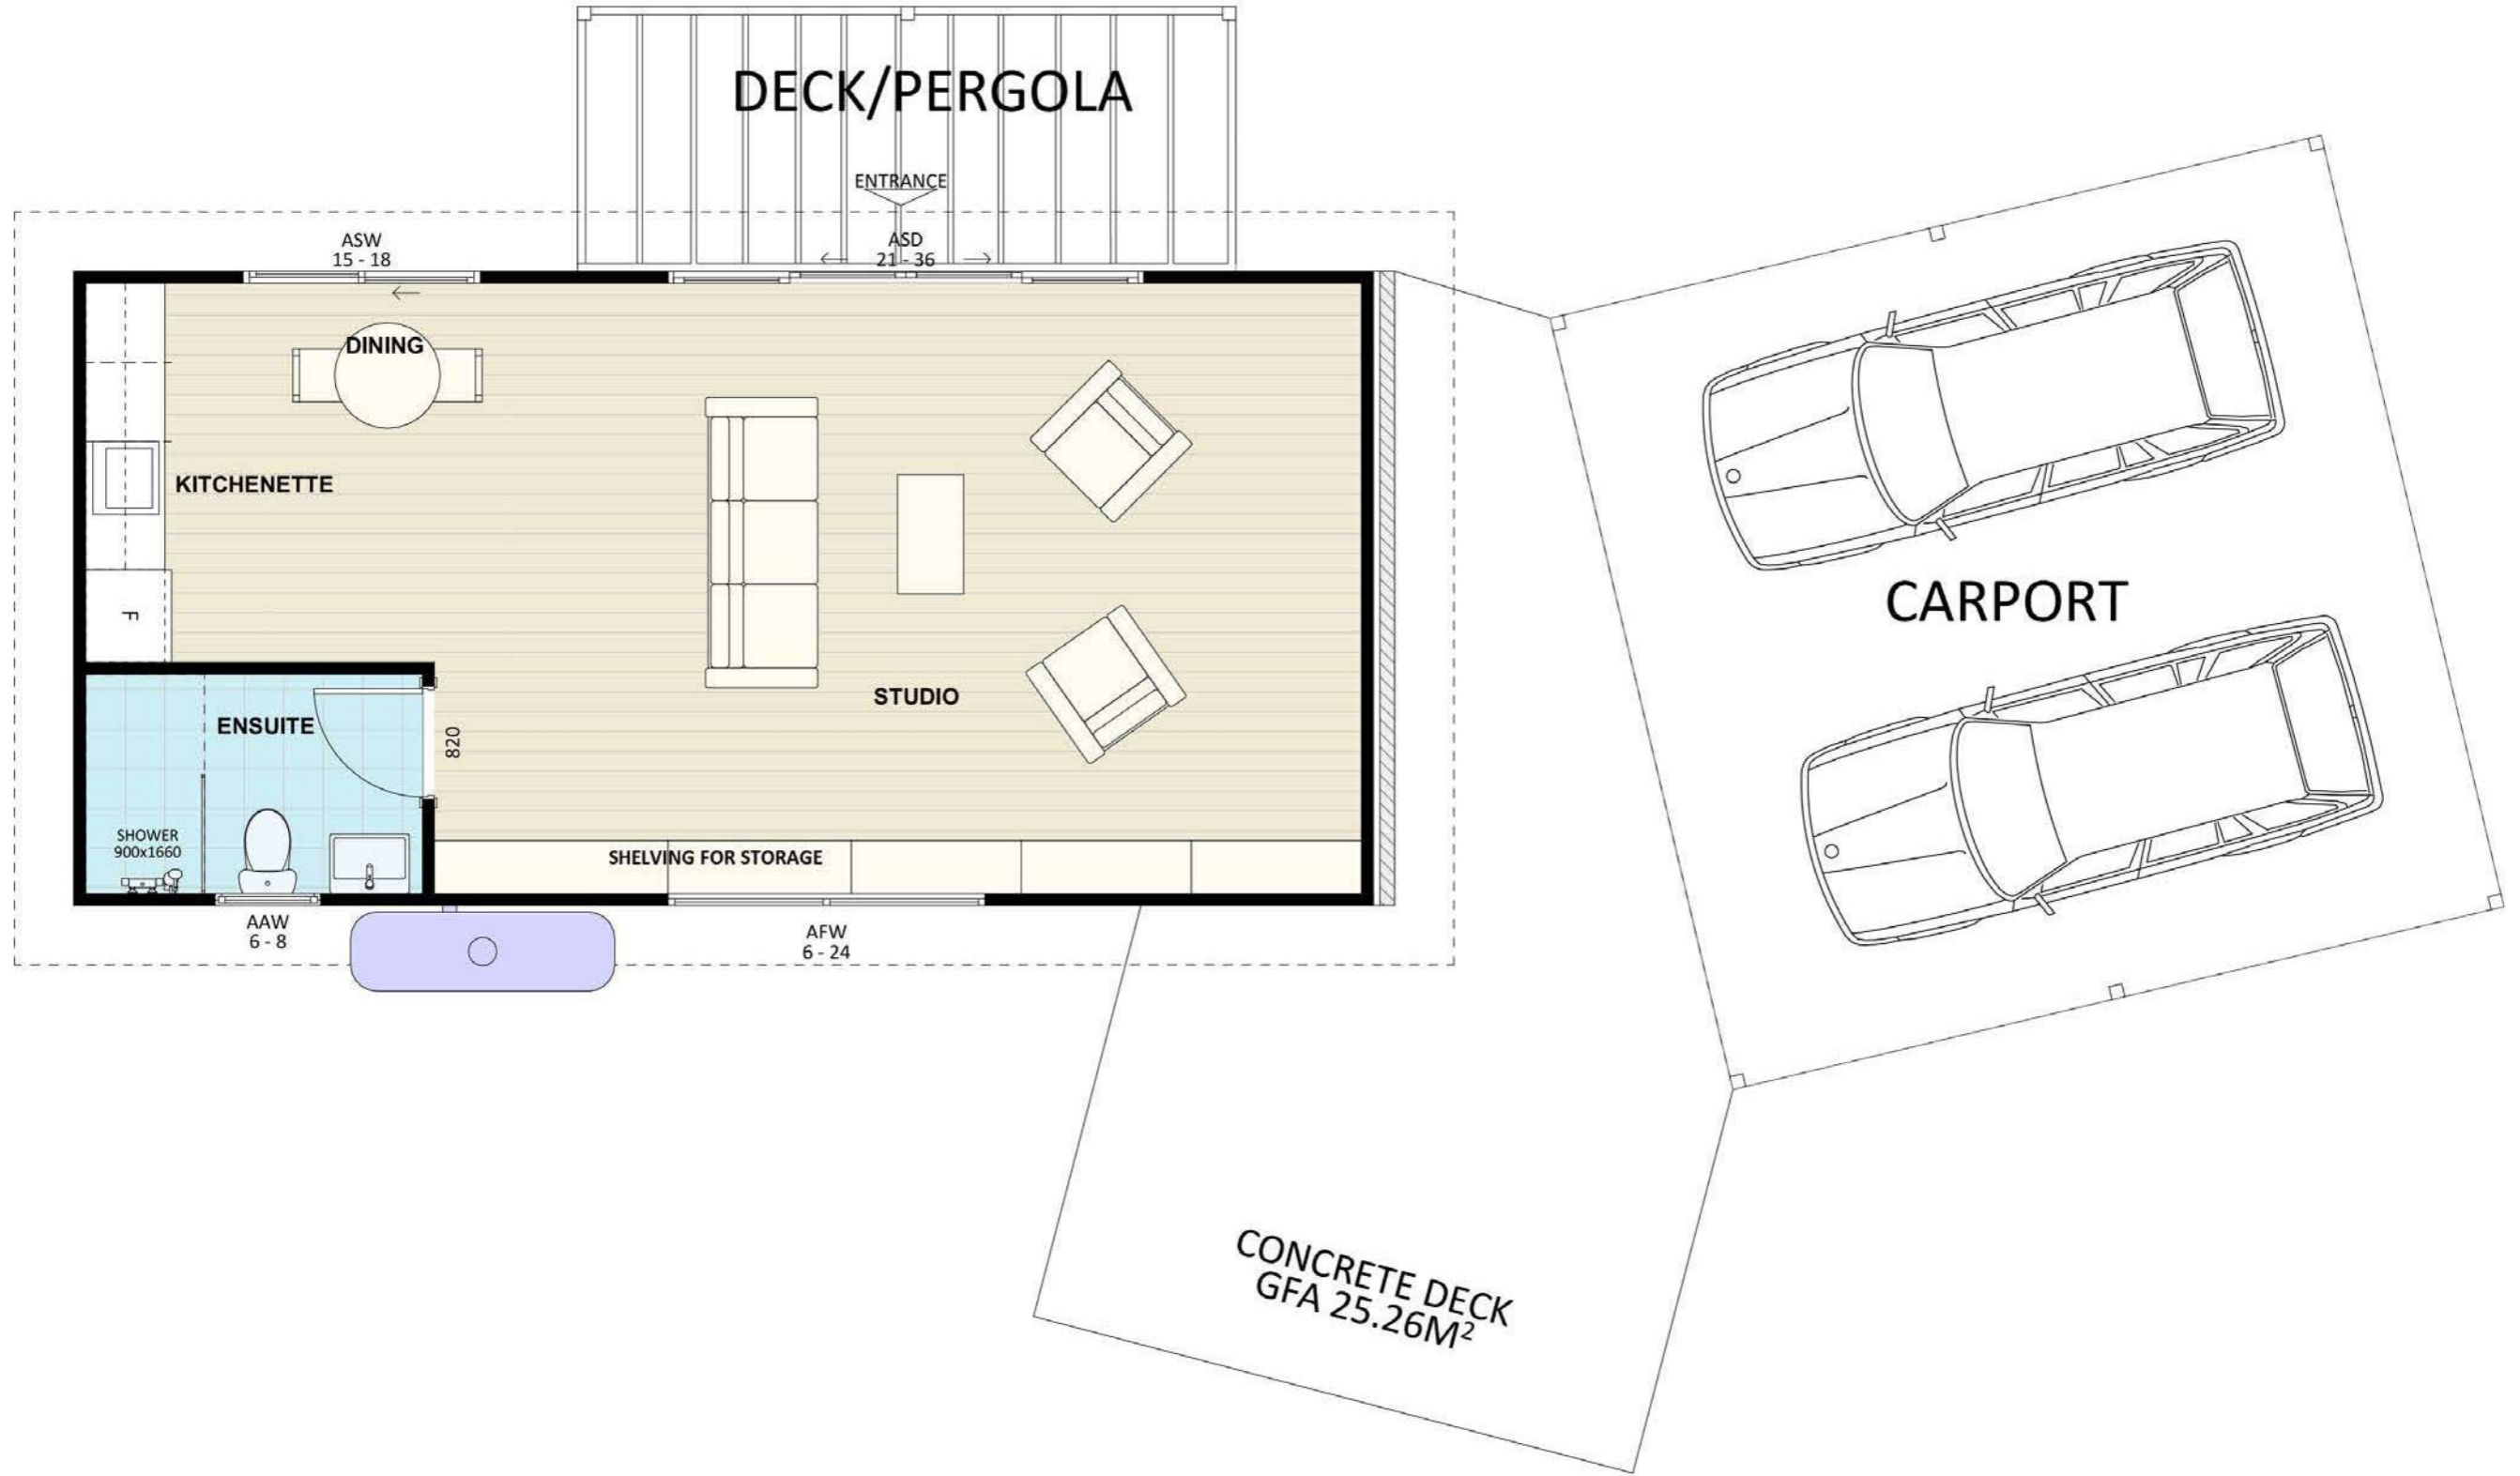 DECK/PERGOLA
ENTRANCE
ASW
15 - 18
ASD
21 - 36
DINING
KITCHENETTE
F
CARPORT
STUDIO
ENSUITE
820
SHOWER
900x1660
SHELVING FOR STORAGE
AAW
6 - 8
AFW
6 - 24
CONCRETE DECK
GFA 25.26M²